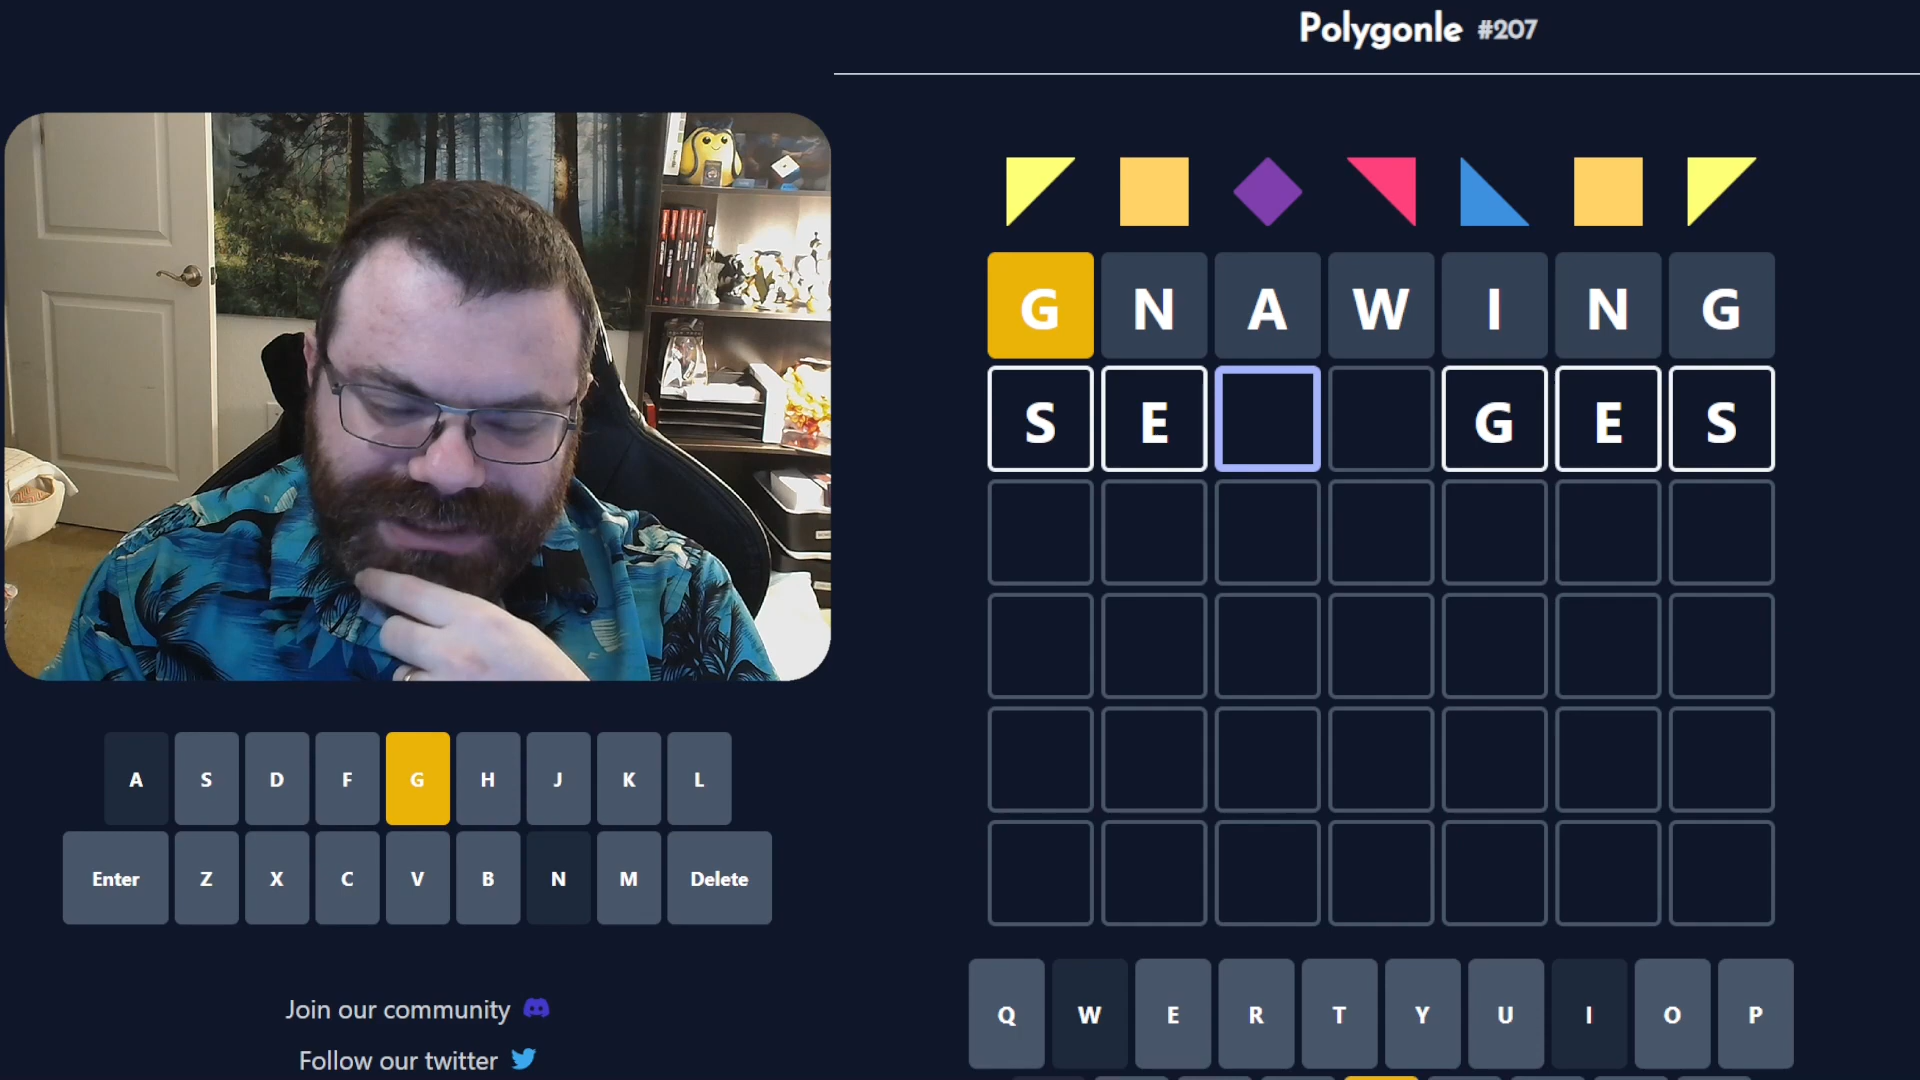 Polygonle #207
G N A W I N G
S E G E S
A S D F G H J K L
Enter Z X C V B N M Delete
Q W E R T Y U I O P
Join our community
Follow our twitter